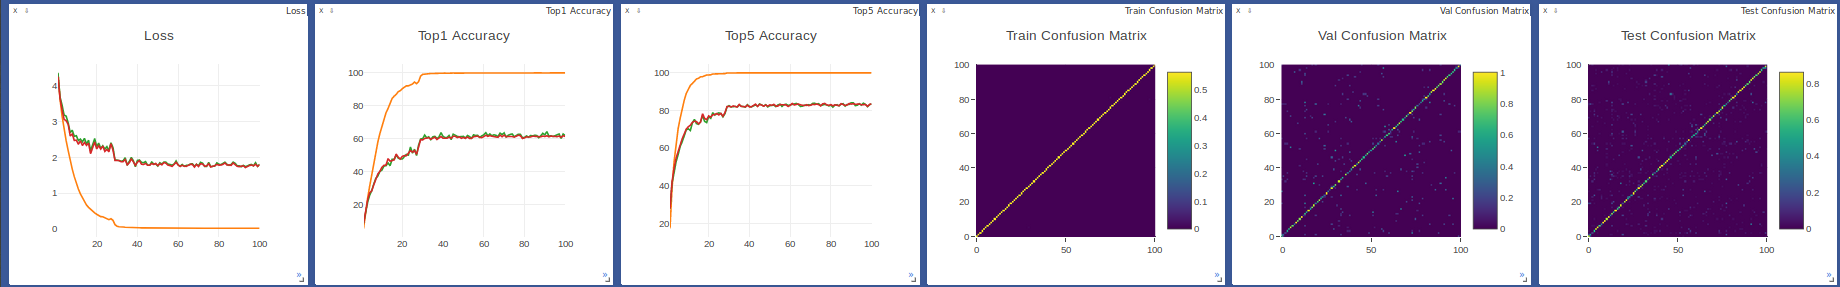 x ⇩ Loss
Loss
4
3
2
1
0
20 40 60 80 100
x ⇩ Top1 Accuracy
Top1 Accuracy
100
80
60
40
20
20 40 60 80 100
x ⇩ Top5 Accuracy
Top5 Accuracy
100
80
60
40
20
20 40 60 80 100
x ⇩ Train Confusion Matrix
Train Confusion Matrix
100
80
60
40
20
0
0 50 100
0.5
0.4
0.3
0.2
0.1
0
x ⇩ Val Confusion Matrix
Val Confusion Matrix
100
80
60
40
20
0
0 50 100
1
0.8
0.6
0.4
0.2
0
x ⇩ Test Confusion Matrix
Test Confusion Matrix
100
80
60
40
20
0
0 50 100
0.8
0.6
0.4
0.2
0